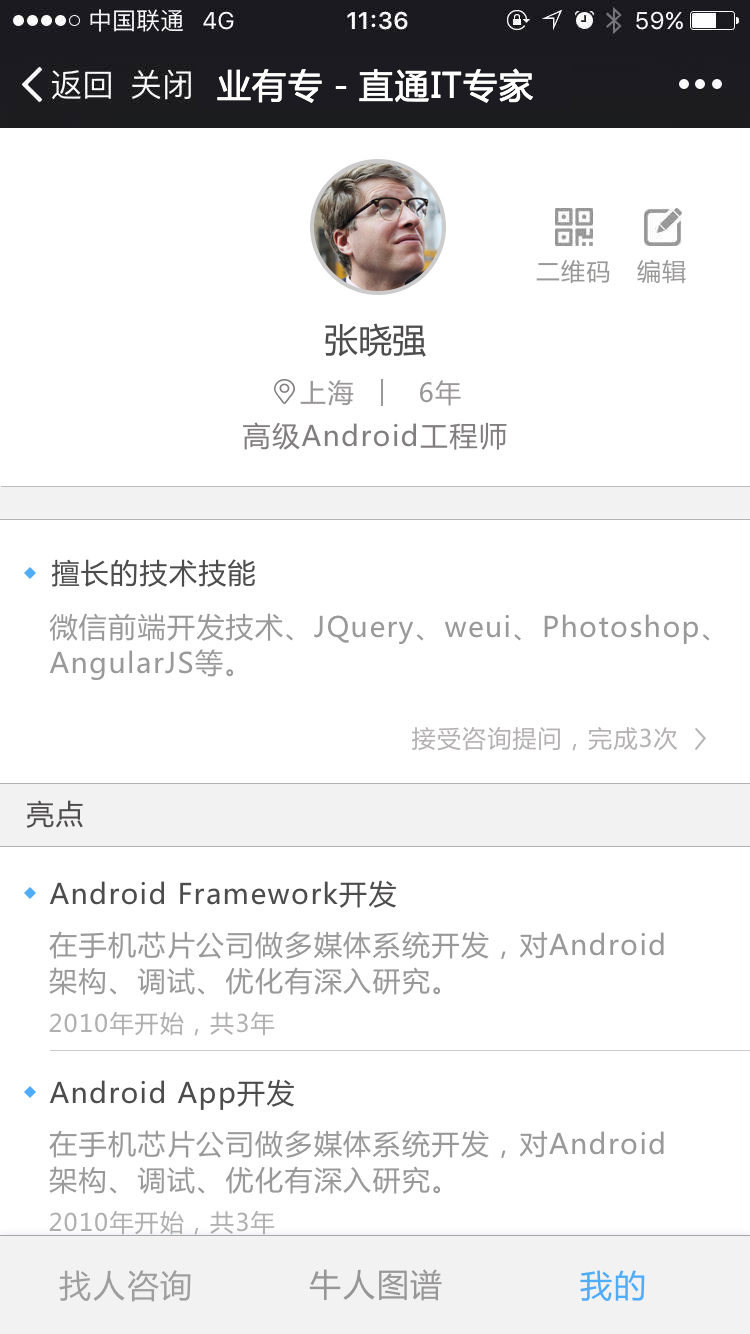 中国联通 4G 11:36 59%
返回 关闭 业有专 - 直通IT专家
二维码 编辑
张晓强
上海 | 6年
高级Android工程师
擅长的技术技能
微信前端开发技术、JQuery、weui、Photoshop、
AngularJS等。
接受咨询提问，完成3次
亮点
Android Framework开发
在手机芯片公司做多媒体系统开发，对Android
架构、调试、优化有深入研究。
2010年开始，共3年
Android App开发
在手机芯片公司做多媒体系统开发，对Android
架构、调试、优化有深入研究。
2010年开始，共3年
找人咨询 牛人图谱 我的